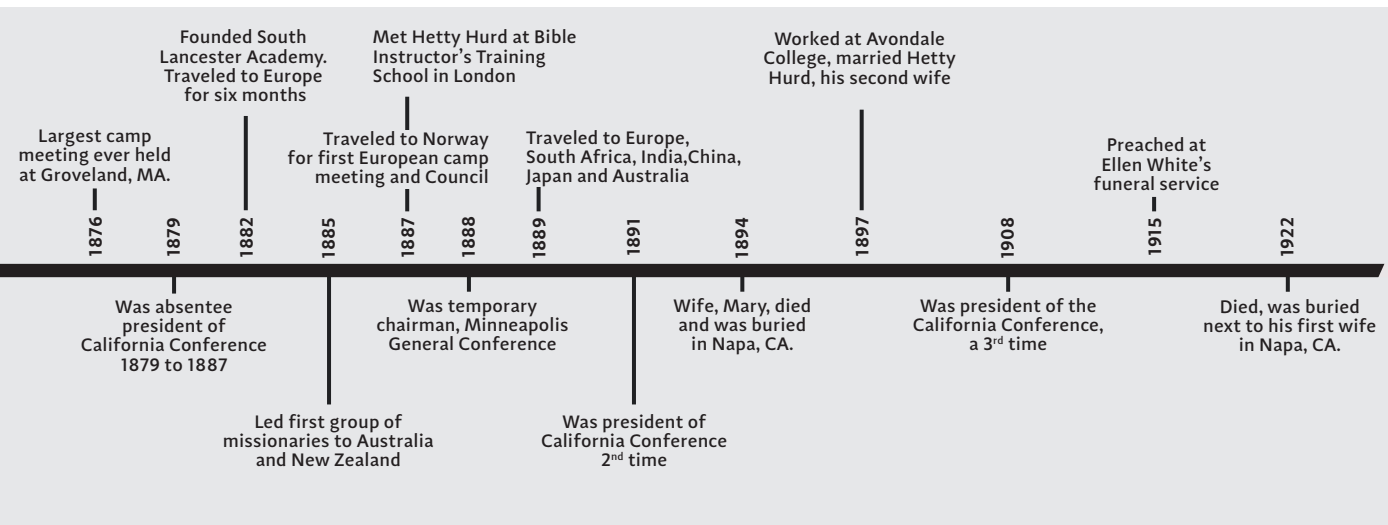 Largest camp
meeting ever held
at Groveland, MA.
1876
1879
Was absentee
president of
California Conference
1879 to 1887
Founded South
Lancester Academy.
Traveled to Europe
for six months
1882
1885
Led first group of
missionaries to Australia
and New Zealand
Met Hetty Hurd at Bible
Instructor’s Training
School in London
Traveled to Norway
for first European camp
meeting and Council
1887
1888
Was temporary
chairman, Minneapolis
General Conference
Traveled to Europe,
South Africa, India,China,
Japan and Australia
1889
1891
Was president of
California Conference
2nd time
1894
Wife, Mary, died
and was buried
in Napa, CA.
Worked at Avondale
College, married Hetty
Hurd, his second wife
1897
1908
Was president of the
California Conference,
a 3rd time
Preached at
Ellen White’s
funeral service
1915
1922
Died, was buried
next to his first wife
in Napa, CA.